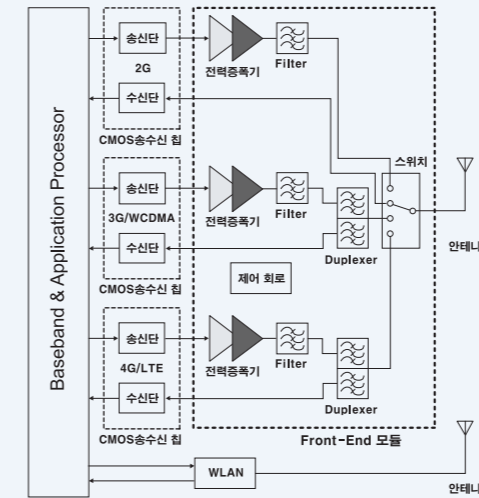 Baseband & Application Processor
송신단
2G
수신단
CMOS송수신 칩
전력증폭기
Filter
스위치
안테나
송신단
3G/WCDMA
수신단
CMOS송수신 칩
전력증폭기
Filter
Duplexer
제어 회로
송신단
4G/LTE
수신단
CMOS송수신 칩
전력증폭기
Filter
Duplexer
Front-End 모듈
WLAN
안테나